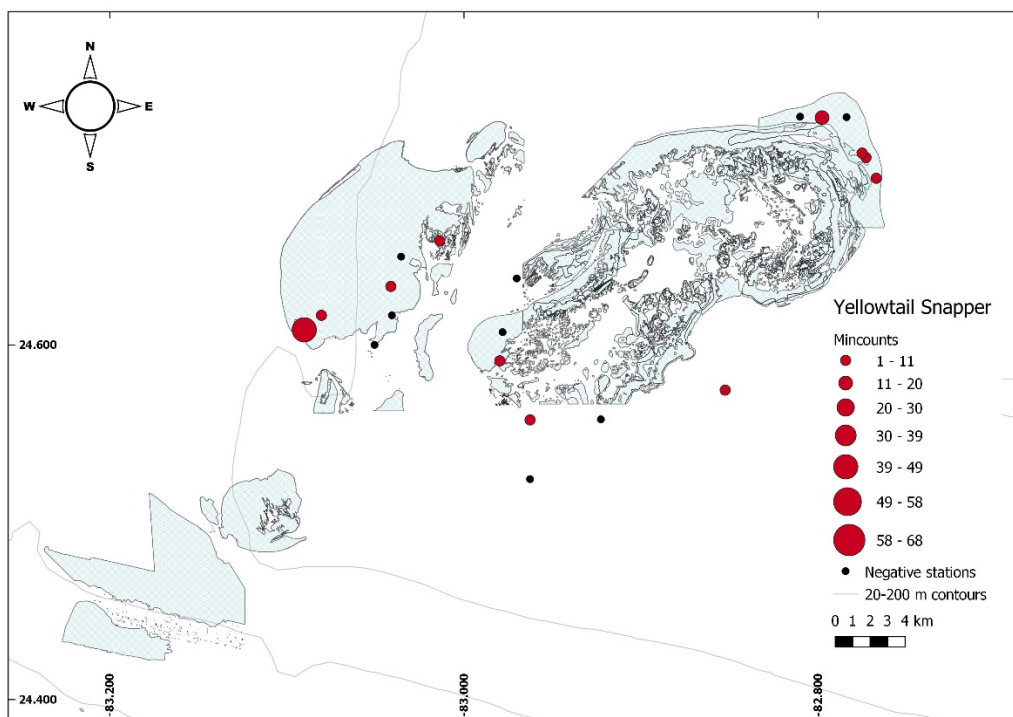 N
W E
S
Yellowtail Snapper
Mincounts
1 - 11
11 - 20
20 - 30
30 - 39
39 - 49
49 - 58
58 - 68
Negative stations
20-200 m contours
0 1 2 3 4 km
24.600
24.400
-83.200
-83.000
-82.800